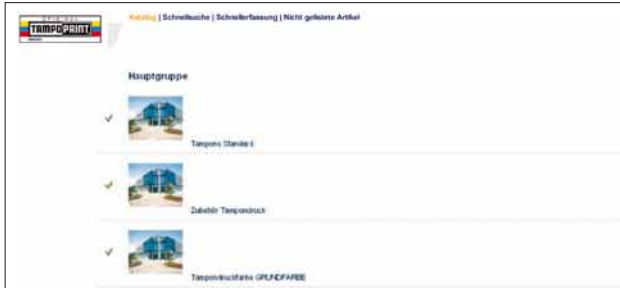 TAMPOPRINT
Katalog | Schnellsuche | Schnellerfassung | Nicht gelistete Artikel
Hauptgruppe
Tampons Standard
Zubehör Tampondruck
Tampondruckfarbe GRUNDFARBE